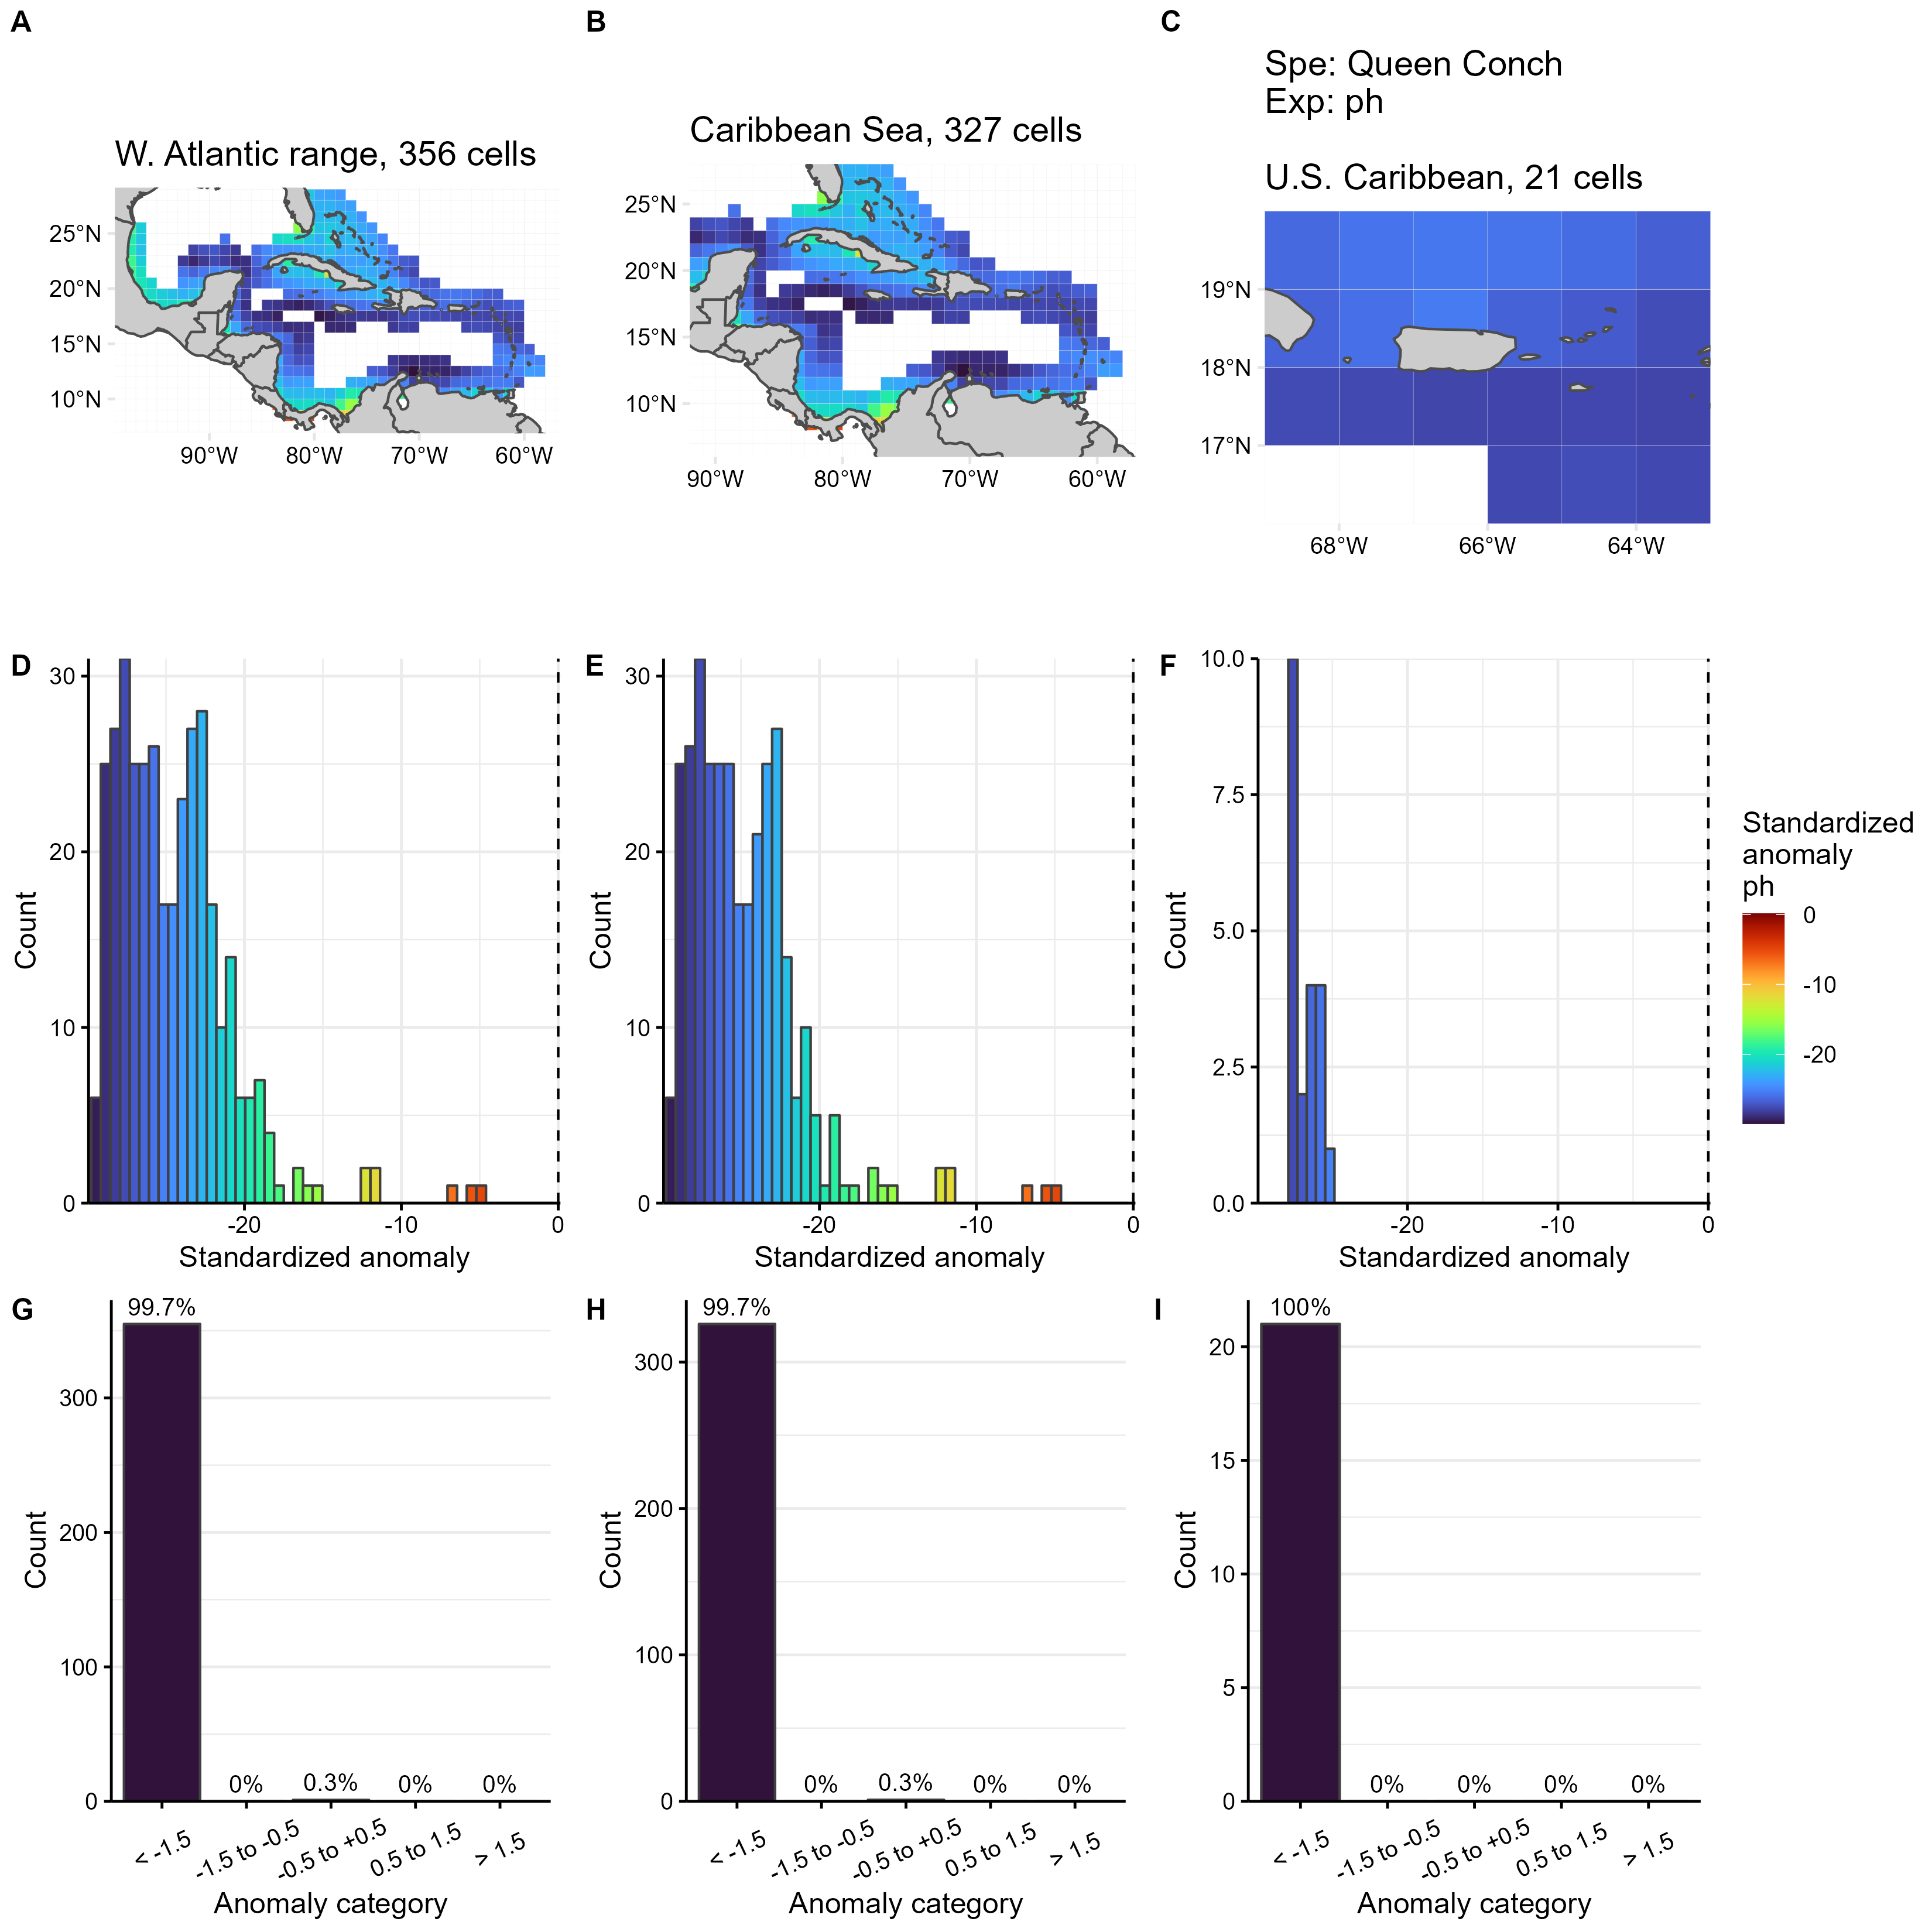 A
B
C
Spe: Queen Conch
Exp: ph
W. Atlantic range, 356 cells
Caribbean Sea, 327 cells
U.S. Caribbean, 21 cells
25°N
20°N
15°N
10°N
90°W
80°W
70°W
60°W
25°N
20°N
15°N
10°N
90°W
80°W
70°W
60°W
19°N
18°N
17°N
68°W
66°W
64°W
D
30
20
10
0
Count
-20
-10
0
Standardized anomaly
E
30
20
10
0
Count
-20
-10
0
Standardized anomaly
F
10.0
7.5
5.0
2.5
0.0
Count
-20
-10
0
Standardized anomaly
Standardized
anomaly
ph
0
-10
-20
G
99.7%
0%
0.3%
0%
0%
300
200
100
0
Count
< -1.5
-1.5 to -0.5
-0.5 to +0.5
0.5 to 1.5
> 1.5
Anomaly category
H
99.7%
0%
0.3%
0%
0%
300
200
100
0
Count
< -1.5
-1.5 to -0.5
-0.5 to +0.5
0.5 to 1.5
> 1.5
Anomaly category
I
100%
0%
0%
0%
0%
20
15
10
5
0
Count
< -1.5
-1.5 to -0.5
-0.5 to +0.5
0.5 to 1.5
> 1.5
Anomaly category